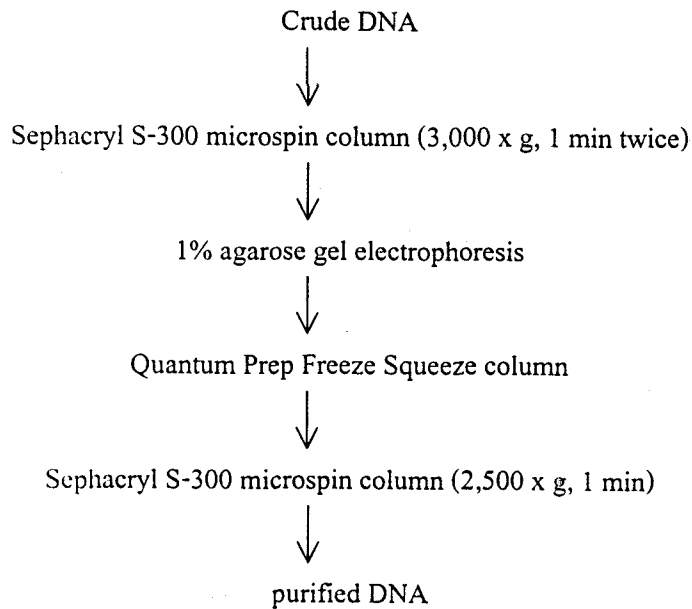 Crude DNA
Sephacryl S-300 microspin column (3,000 x g, 1 min twice)
1% agarose gel electrophoresis
Quantum Prep Freeze Squeeze column
Sephacryl S-300 microspin column (2,500 x g, 1 min)
purified DNA